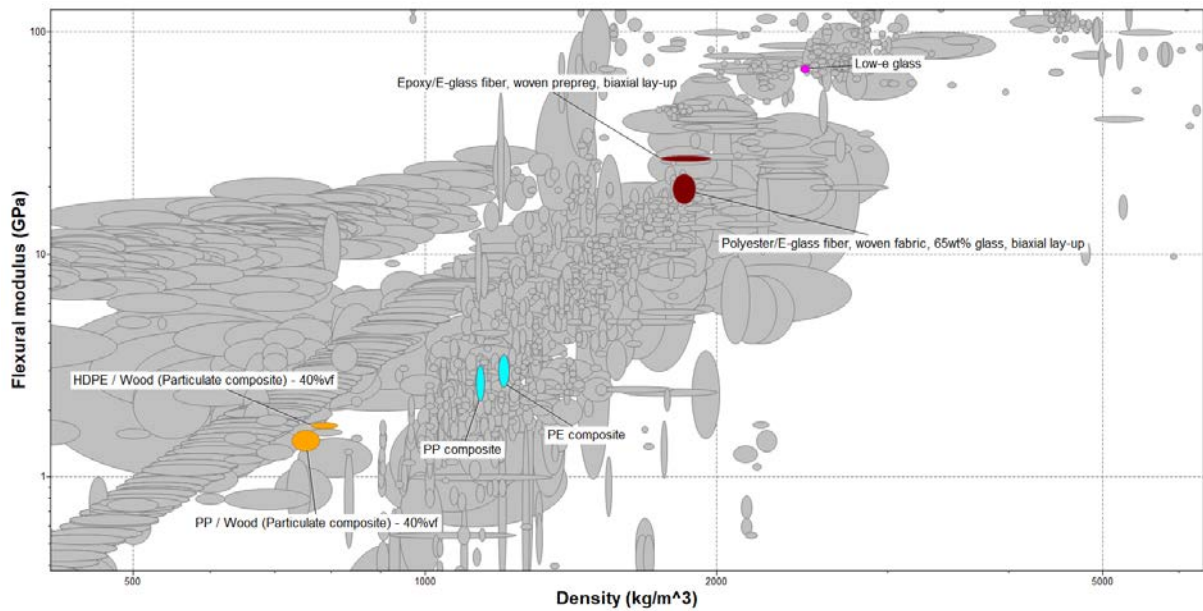 100
Low-e glass
Epoxy/E-glass fiber, woven prepreg, biaxial lay-up
Flexural modulus (GPa)
10
Polyester/E-glass fiber, woven fabric, 65wt% glass, biaxial lay-up
HDPE / Wood (Particulate composite) - 40%vf
PE composite
PP composite
1
PP / Wood (Particulate composite) - 40%vf
500
1000
2000
5000
Density (kg/m^3)